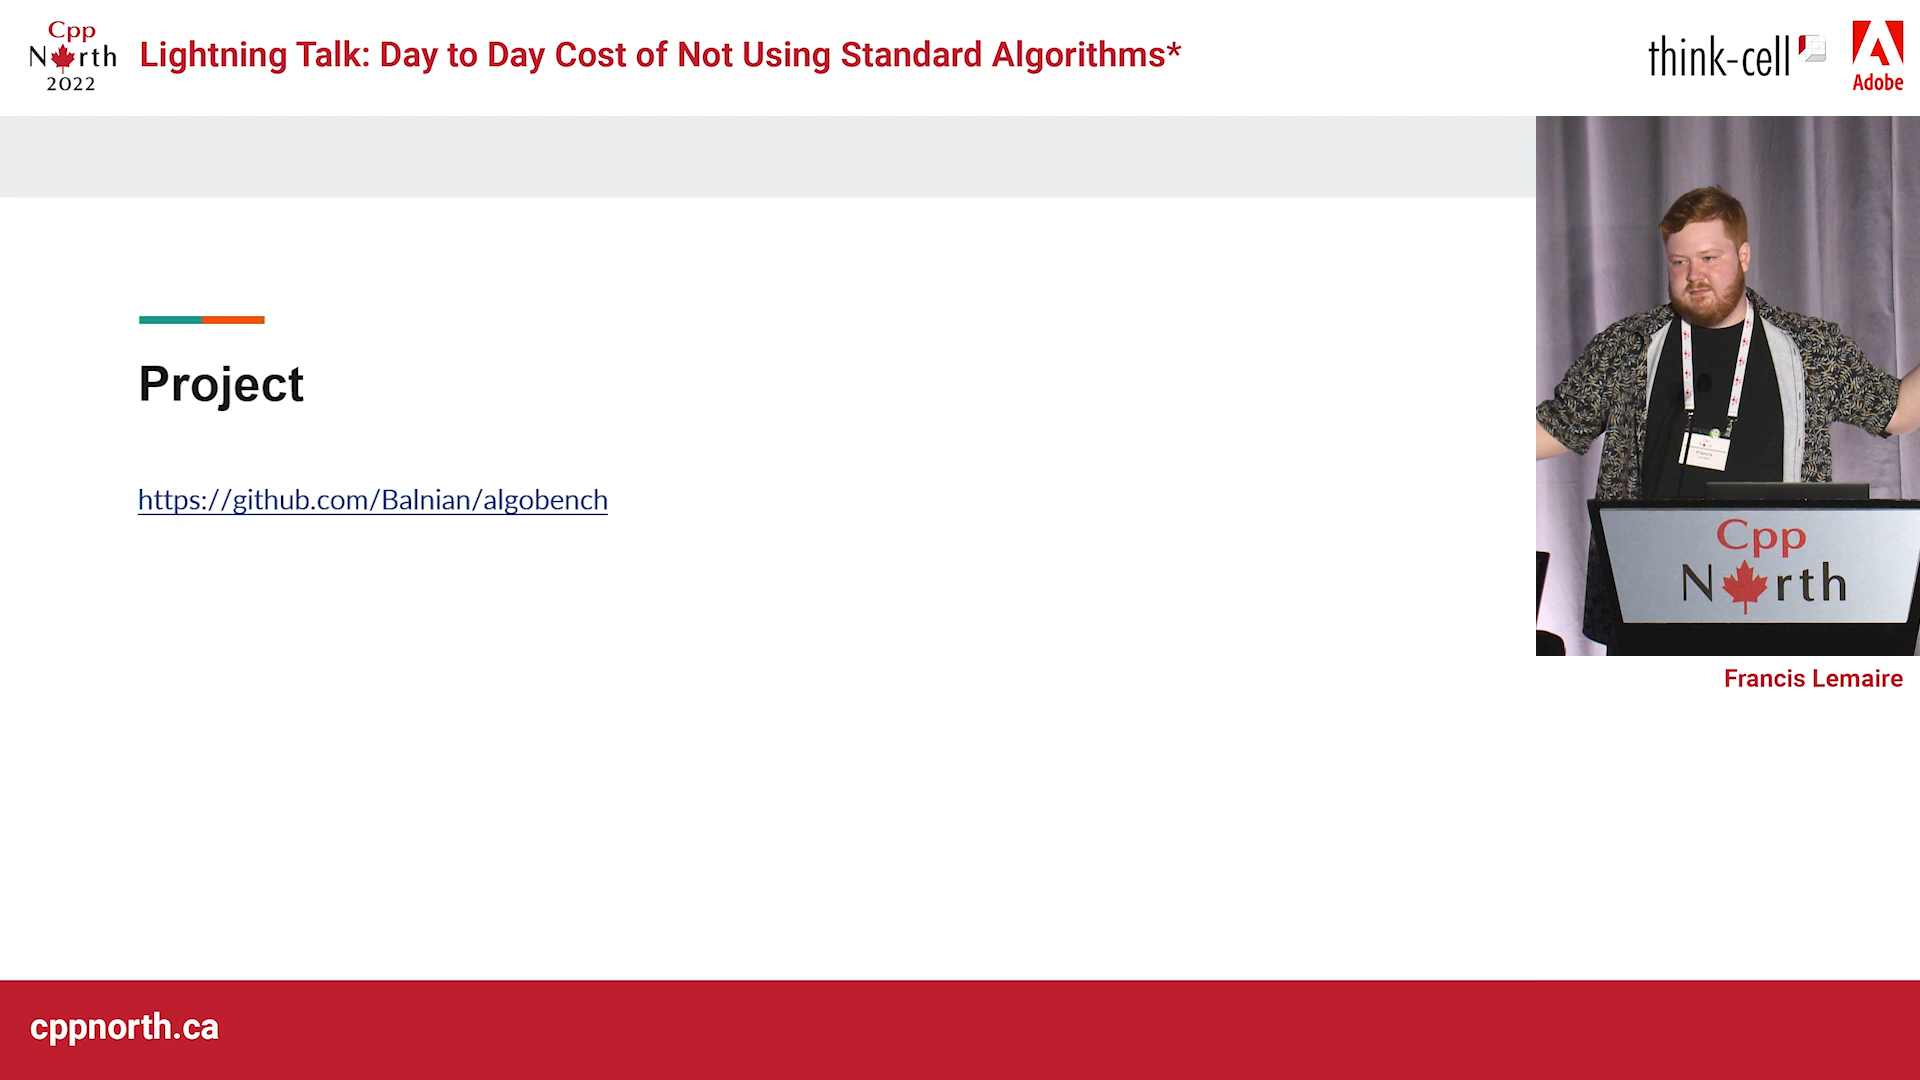 Cpp
North
2022
Lightning Talk: Day to Day Cost of Not Using Standard Algorithms*
think-cell
Adobe
Project
https://github.com/Balnian/algobench
Francis
Cpp
North
Francis Lemaire
cppnorth.ca